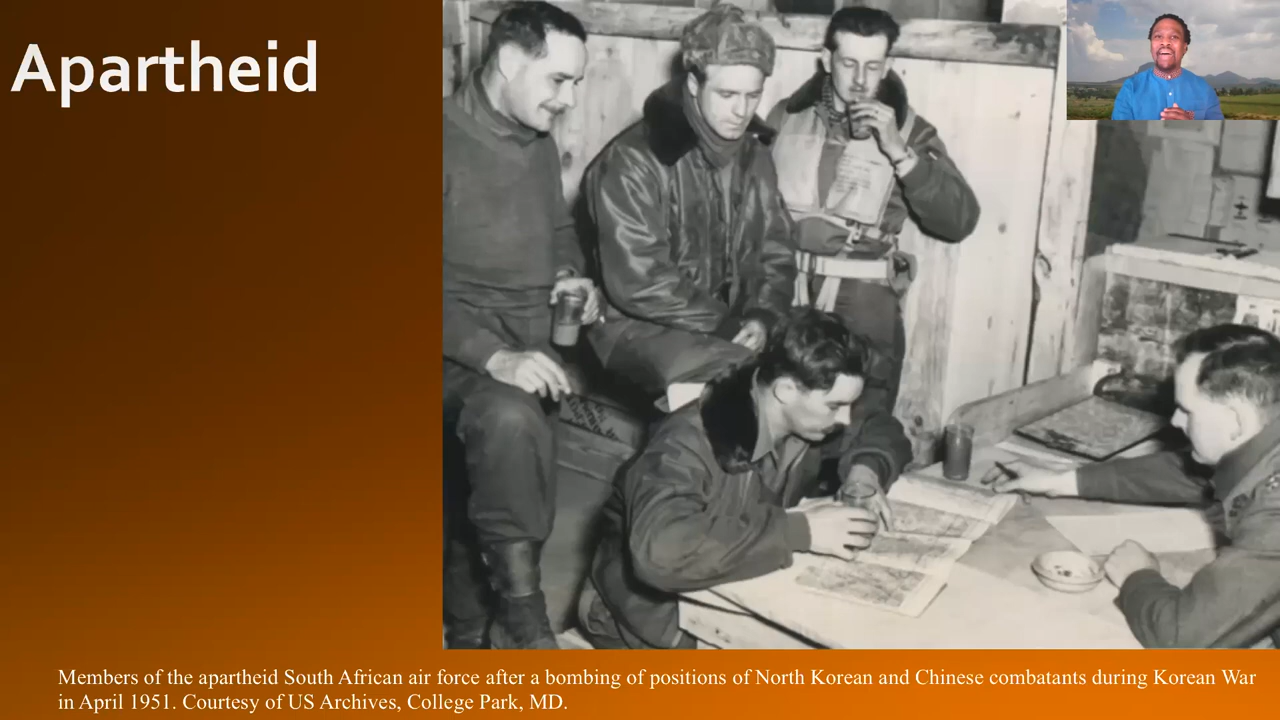 Apartheid
Members of the apartheid South African air force after a bombing of positions of North Korean and Chinese combatants during Korean War
in April 1951. Courtesy of US Archives, College Park, MD.